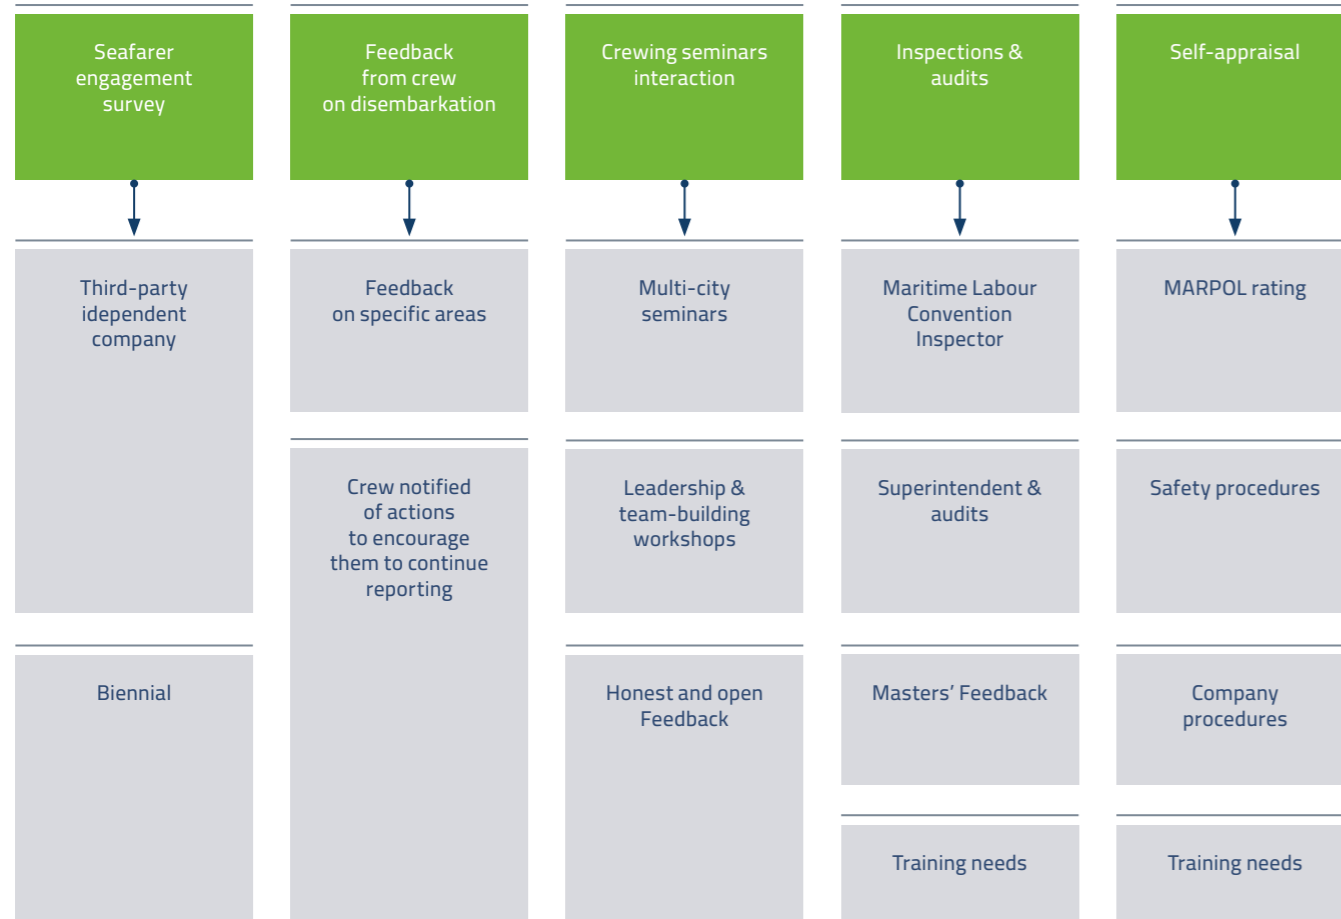 Seafarer
engagement
survey
Feedback
from crew
on disembarkation
Crewing seminars
interaction
Inspections &
audits
Self-appraisal
Third-party
idependent
company
Feedback
on specific areas
Multi-city
seminars
Maritime Labour
Convention
Inspector
MARPOL rating
Crew notified
of actions
to encourage
them to continue
reporting
Leadership &
team-building
workshops
Superintendent &
audits
Safety procedures
Biennial
Honest and open
Feedback
Masters’ Feedback
Company
procedures
Training needs
Training needs